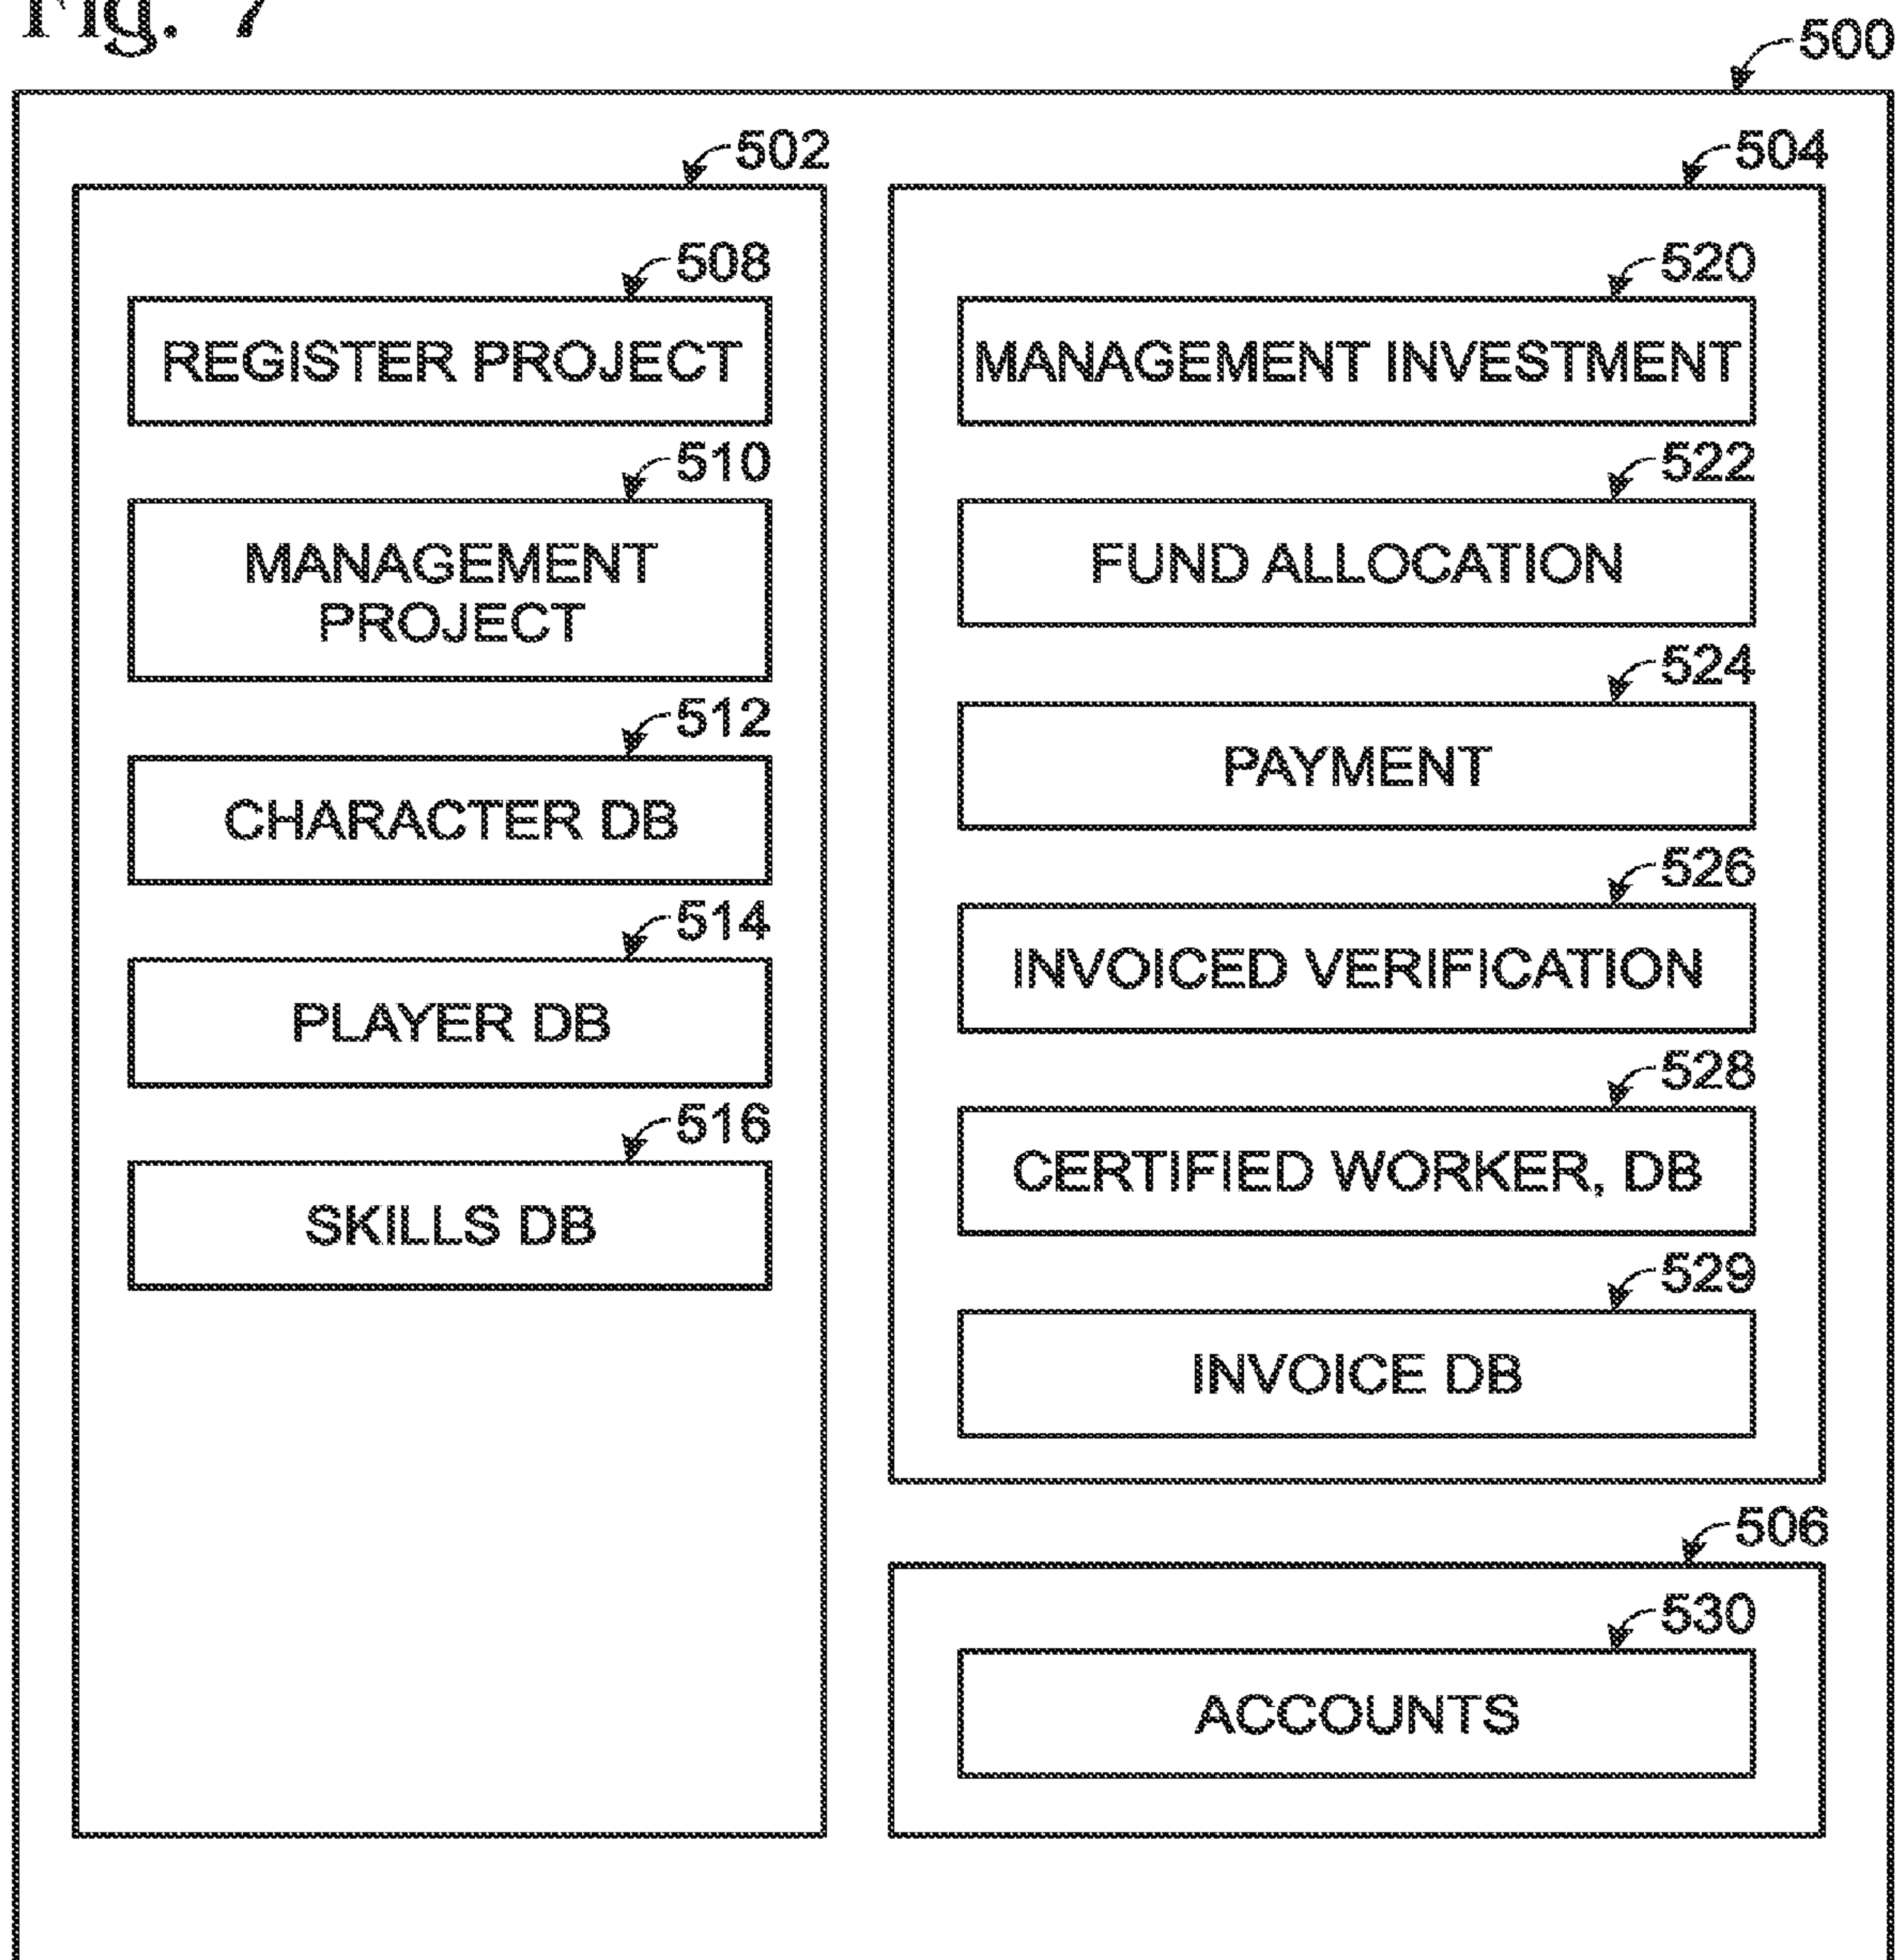 Fig. 7
500
502
508
REGISTER PROJECT
510
MANAGEMENT
PROJECT
512
CHARACTER DB
514
PLAYER DB
516
SKILLS DB
504
520
MANAGEMENT INVESTMENT
522
FUND ALLOCATION
524
PAYMENT
526
INVOICED VERIFICATION
528
CERTIFIED WORKER, DB
529
INVOICE DB
506
530
ACCOUNTS